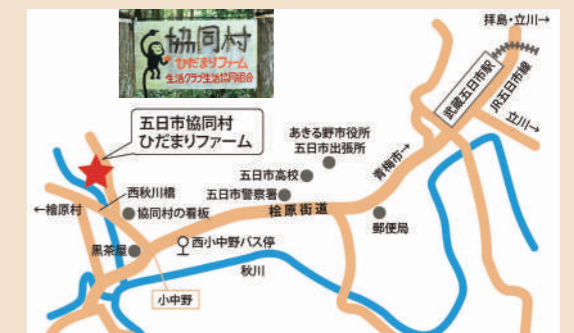 協同村
ひだまりファーム
生活クラブ生活協同組合
拝島・立川→
武蔵五日市駅
JR五日市線
立川→
五日市協同村
ひだまりファーム
あきる野市役所
五日市出張所
青梅市→
五日市高校
西秋川橋
五日市警察署
←檜原村
協同村の看板
桧原街道
郵便局
黒茶屋
西小中野バス停
秋川
小中野